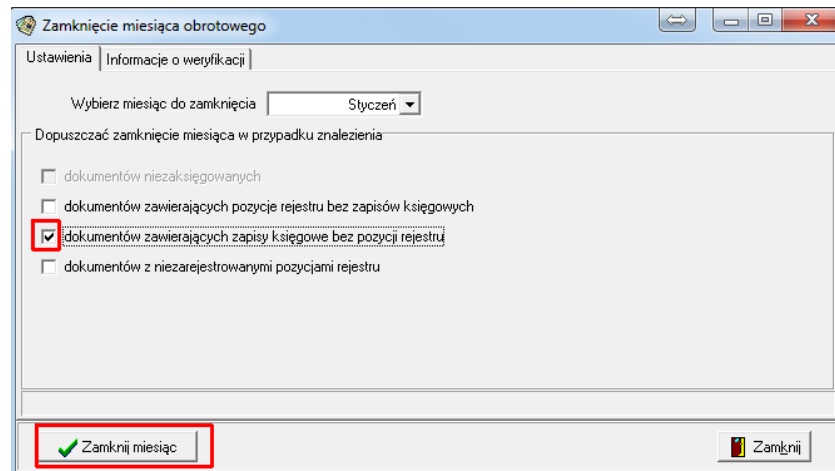 Zamknięcie miesiąca obrotowego
Ustawienia
Informacje o weryfikacji
Wybierz miesiąc do zamknięcia
Styczeń
Dopuszczać zamknięcie miesiąca w przypadku znalezienia
dokumentów niezaksięgowanych
dokumentów zawierających pozycje rejestru bez zapisów księgowych
dokumentów zawierających zapisy księgowe bez pozycji rejestru
dokumentów z niezarejestrowanymi pozycjami rejestru
Zamknij miesiąc
Zamknij